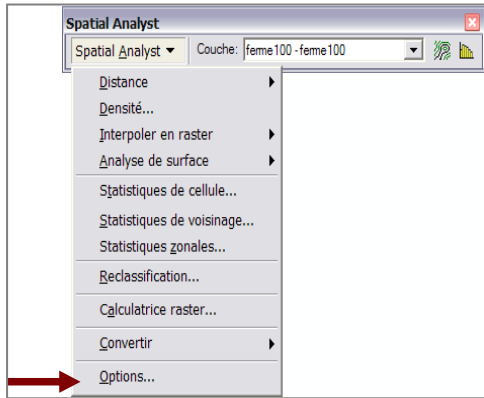 Spatial Analyst
Spatial Analyst Couche: ferme100 - ferme100
Distance
Densité...
Interpoler en raster
Analyse de surface
Statistiques de cellule...
Statistiques de voisinage...
Statistiques zonales...
Reclassification...
Calculatrice raster...
Convertir
Options...